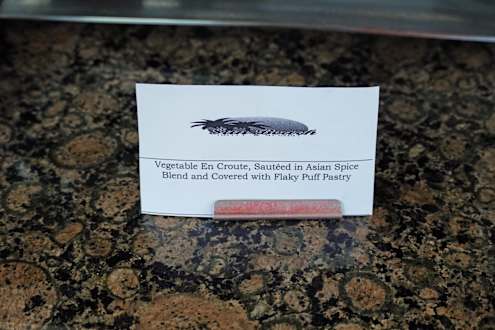 Vegetable En Croute, Sautéed in Asian Spice
Blend and Covered with Flaky Puff Pastry